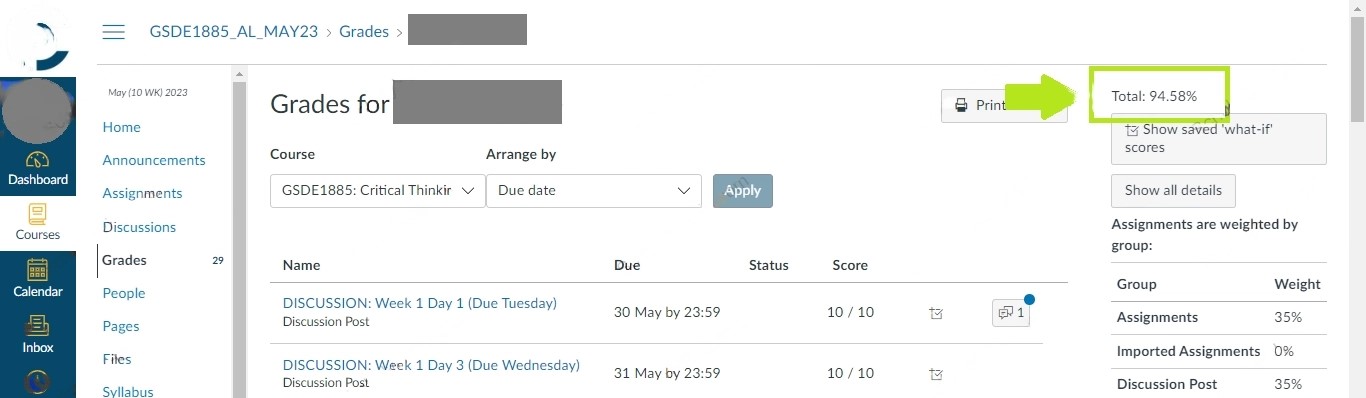 GSDE1885_AL_MAY23 > Grades >
Dashboard
Courses
Calendar
Inbox
May (10 WK) 2023
Home
Announcements
Assignments
Discussions
Grades 29
People
Pages
Files
Syllabus
Grades for
Print
Course
GSDE1885: Critical Thinkir
Arrange by
Due date
Apply
Name Due Status Score
DISCUSSION: Week 1 Day 1 (Due Tuesday) 30 May by 23:59 10 / 10 1
Discussion Post
DISCUSSION: Week 1 Day 3 (Due Wednesday) 31 May by 23:59 10 / 10
Discussion Post
Total: 94.58%
Show saved 'what-if'
scores
Show all details
Assignments are weighted by
group:
Group Weight
Assignments 35%
Imported Assignments 0%
Discussion Post 35%